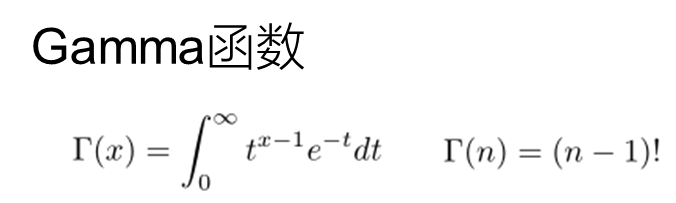 Gamma函数
Γ(x) = ∫₀^∞ t^{x−1}e^{−t}dt Γ(n) = (n − 1)!